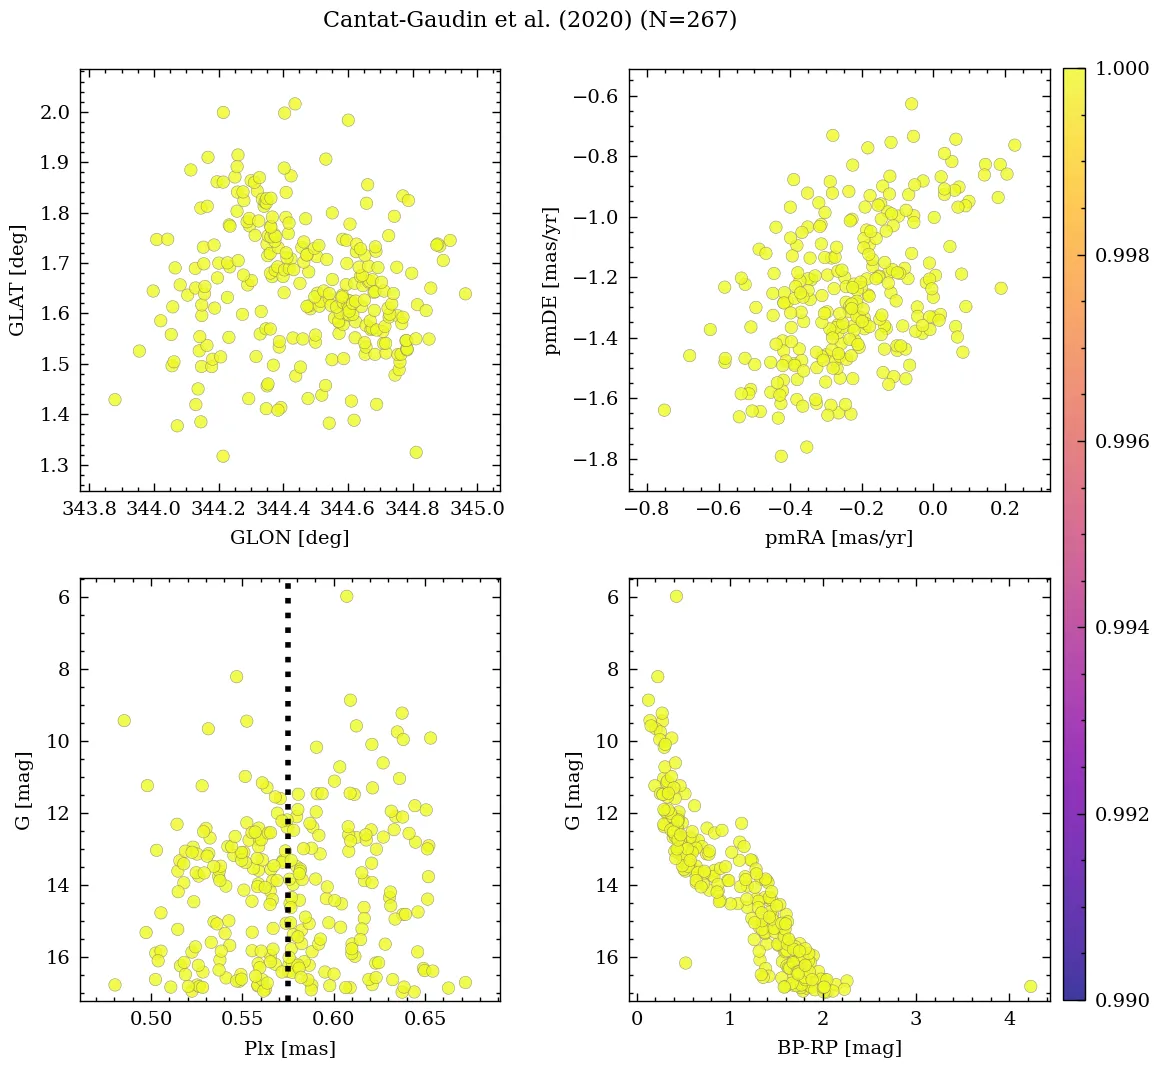 Cantat-Gaudin et al. (2020) (N=267)
2.0
1.9
1.8
1.7
1.6
1.5
1.4
1.3
GLAT [deg]
343.8 344.0 344.2 344.4 344.6 344.8 345.0
GLON [deg]
−0.6
−0.8
−1.0
−1.2
−1.4
−1.6
−1.8
pmDE [mas/yr]
−0.8 −0.6 −0.4 −0.2 0.0 0.2
pmRA [mas/yr]
1.000
0.998
0.996
0.994
0.992
0.990
6
8
10
12
14
16
G [mag]
0.50 0.55 0.60 0.65
Plx [mas]
6
8
10
12
14
16
G [mag]
0 1 2 3 4
BP-RP [mag]